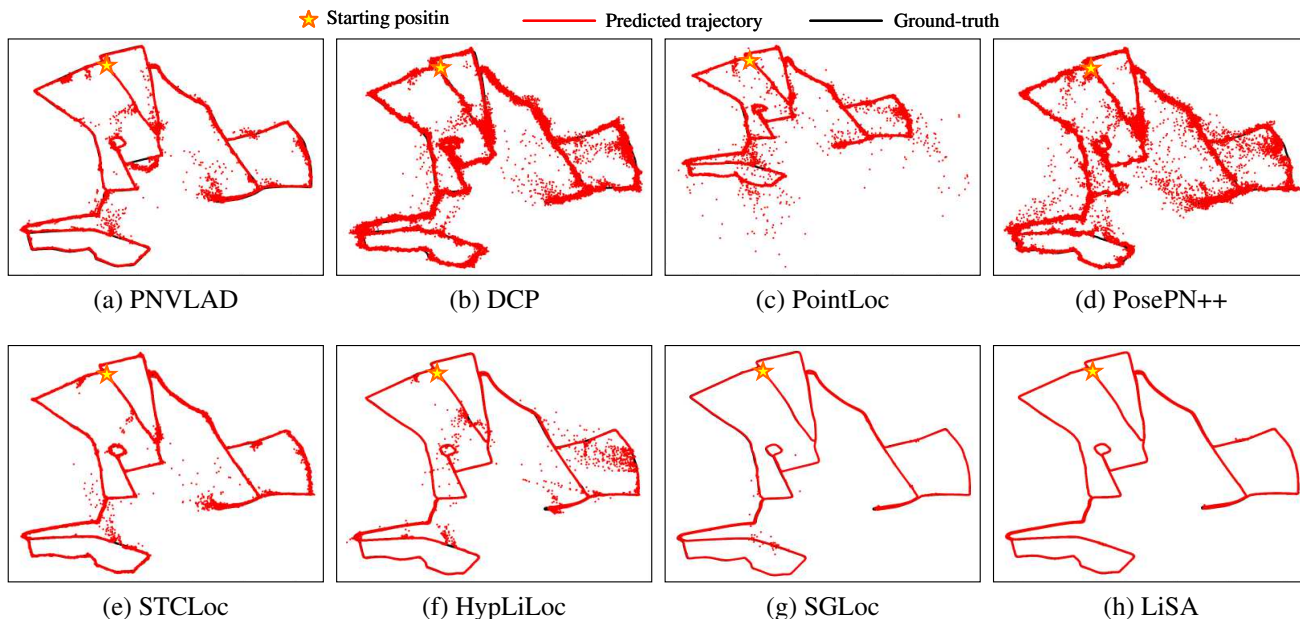 Starting positin Predicted trajectory Ground-truth
(a) PNVLAD (b) DCP (c) PointLoc (d) PosePN++
(e) STCLoc (f) HypLiLoc (g) SGLoc (h) LiSA